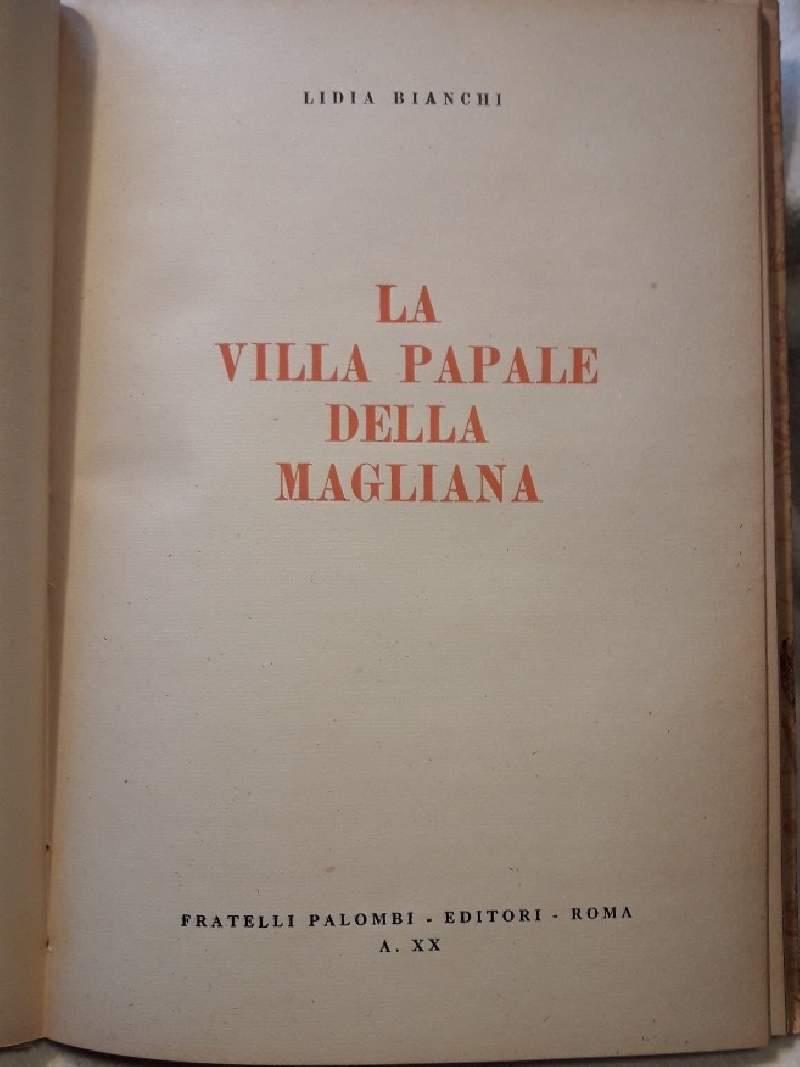 LIDIA BIANCHI
LA
VILLA PAPALE
DELLA
MAGLIANA
FRATELLI PALOMBI - EDITORI - ROMA
A. XX